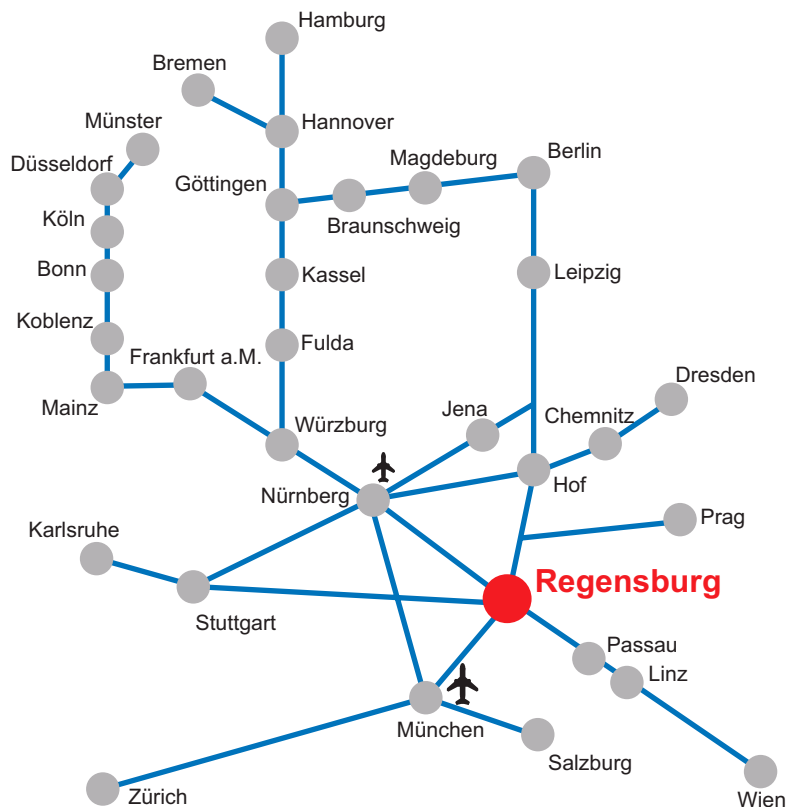 Hamburg
Bremen
Münster
Hannover
Düsseldorf
Magdeburg
Berlin
Göttingen
Köln
Braunschweig
Bonn
Kassel
Leipzig
Koblenz
Frankfurt a.M.
Fulda
Dresden
Mainz
Jena
Chemnitz
Würzburg
Nürnberg
Hof
Karlsruhe
Prag
Regensburg
Stuttgart
Passau
Linz
München
Salzburg
Zürich
Wien